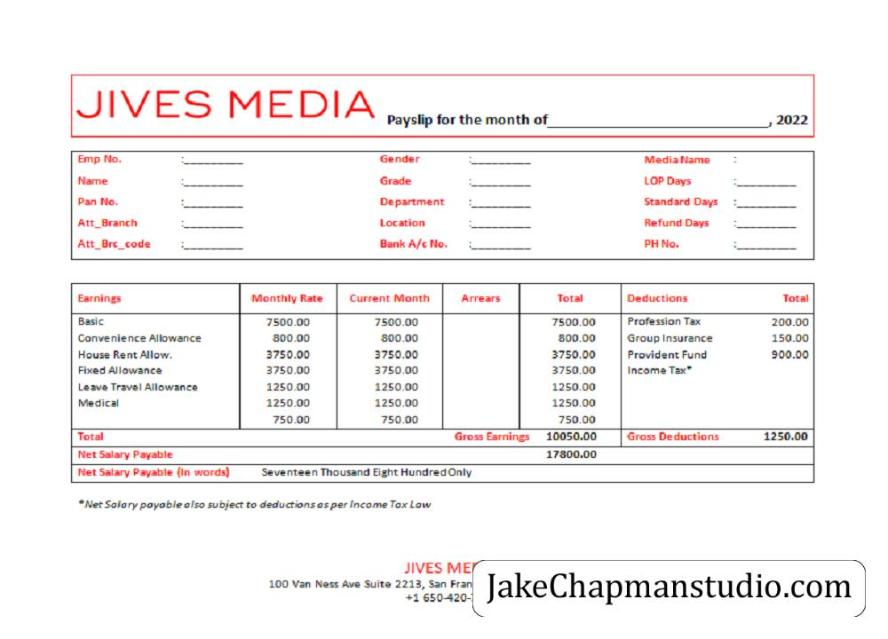 JIVES MEDIA Payslip for the month of______________________________, 2022
Emp No. :_________ Gender :_________ Media Name :
Name :_________ Grade :_________ LOP Days :_________
Pan No. :_________ Department :_________ Standard Days :_________
Att_Branch :_________ Location :_________ Refund Days :_________
Att_Brc_code :_________ Bank A/c No. :_________ PH No. :_________
Earnings Monthly Rate Current Month Arrears Total Deductions Total
Basic 7500.00 7500.00 7500.00 Profession Tax 200.00
Convenience Allowance 800.00 800.00 800.00 Group Insurance 150.00
House Rent Allow. 3750.00 3750.00 3750.00 Provident Fund 900.00
Fixed Allowance 3750.00 3750.00 3750.00 Income Tax*
Leave Travel Allowance 1250.00 1250.00 1250.00
Medical 1250.00 1250.00 1250.00
750.00 750.00 750.00
Total Gross Earnings 10050.00 Gross Deductions 1250.00
Net Salary Payable 17800.00
Net Salary Payable (In words) Seventeen Thousand Eight Hundred Only
*Net Salary payable also subject to deductions as per Income Tax Law
JIVES
100 Van Ness Ave Suite 2213, San
+1 650-420-
JakeChapmanstudio.com